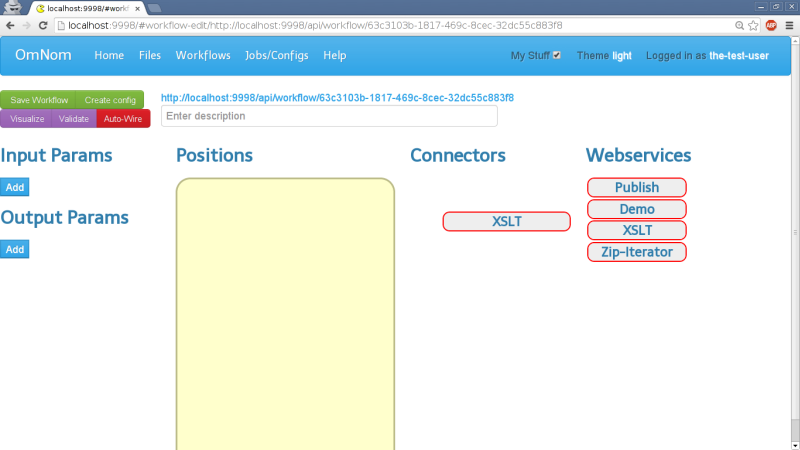 localhost:9998/#workf
localhost:9998/#workflow-edit/http://localhost:9998/api/workflow/63c3103b-1817-469c-8cec-32dc55c883f8
ABP
OmNom Home Files Workflows Jobs/Configs Help My Stuff Theme light Logged in as the-test-user
Save Workflow Create config
http://localhost:9998/api/workflow/63c3103b-1817-469c-8cec-32dc55c883f8
Visualize Validate Auto-Wire
Enter description
Input Params Positions Connectors Webservices
Add
Publish
Demo
Output Params
XSLT
XSLT
Add
Zip-Iterator